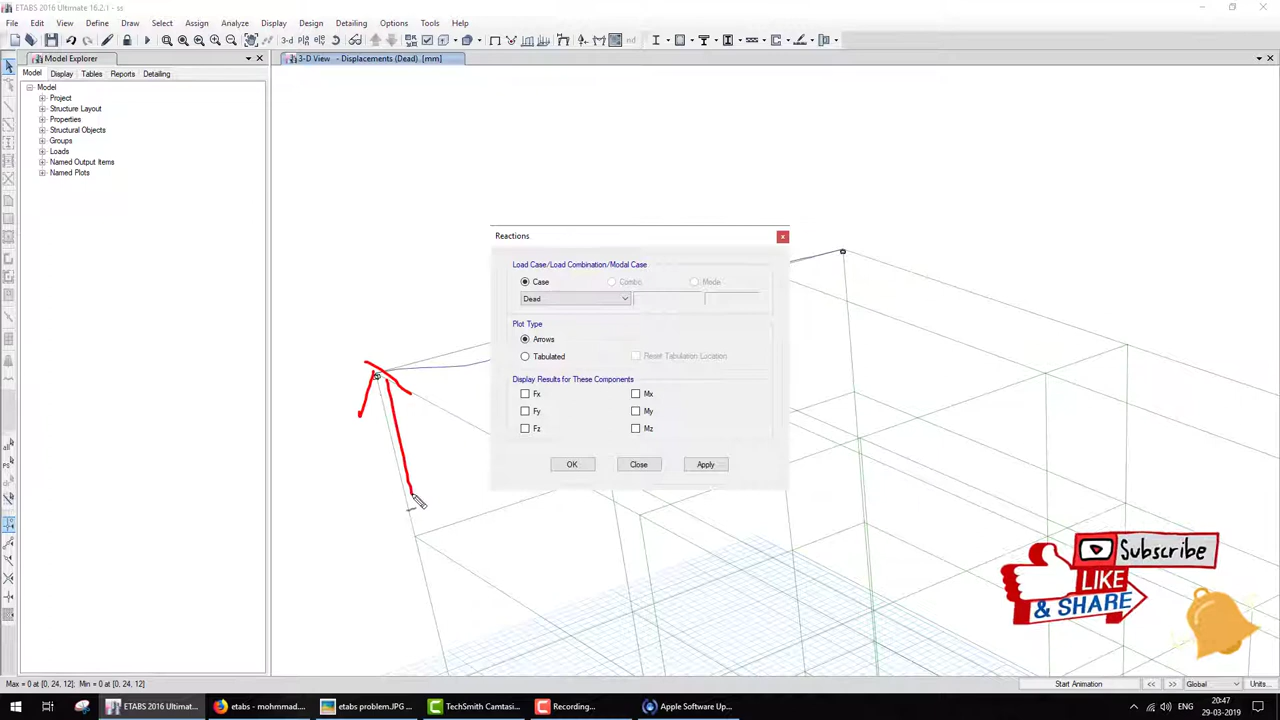 ETABS 2016 Ultimate 16.2.1 - ss
File Edit View Define Draw Select Assign Analyze Display Design Detailing Options Tools Help
3-d
nd
Model Explorer
3-D View - Displacements (Dead) [mm]
Model Display Tables Reports Detailing
Model
Project
Structure Layout
Properties
Structural Objects
Groups
Loads
Named Output Items
Named Plots
all
PS
Reactions
Load Case/Load Combination/Modal Case
Case Combo Modal
Dead
Plot Type
Arrows
Tabulated Reset Tabulation Location
Display Results for These Components
Fx Mx
Fy My
Fz Mz
OK Close Apply
Subscribe
LIKE
& SHARE
Max = 0 at [0, 24, 12]; Min = 0 at [0, 24, 12]
Start Animation << >> Global Units...
ETABS 2016 Ultimat... etabs - mohmmad... etabs problem.JPG ... TechSmith Camtasi... Recording... Apple Software Up...
ENG
20:47
29-03-2019